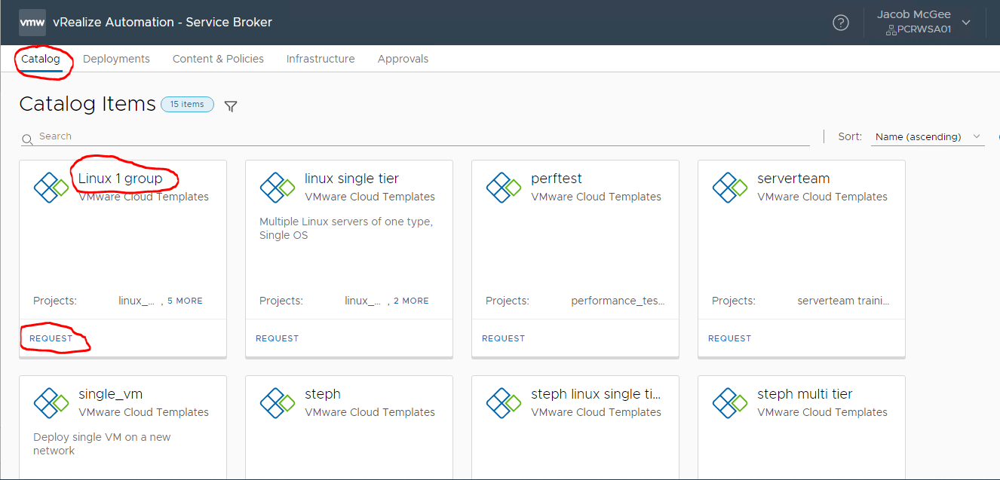 vmw vRealize Automation - Service Broker
Jacob McGee
PCRWSA01
Catalog Deployments Content & Policies Infrastructure Approvals
Catalog Items 15 items
Search
Sort: Name (ascending)
Linux 1 group
VMware Cloud Templates
Projects: linux_... , 5 MORE
REQUEST
linux single tier
VMware Cloud Templates
Multiple Linux servers of one type,
Single OS
Projects: linux_... , 2 MORE
REQUEST
perftest
VMware Cloud Templates
Projects: performance_tes...
REQUEST
serverteam
VMware Cloud Templates
Projects: serverteam traini...
REQUEST
single_vm
VMware Cloud Templates
Deploy single VM on a new
network
steph
VMware Cloud Templates
steph linux single ti...
VMware Cloud Templates
steph multi tier
VMware Cloud Templates